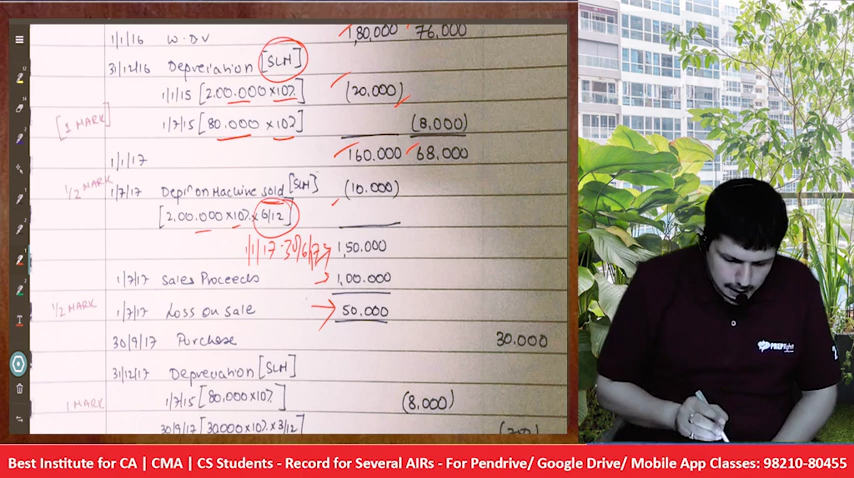 1/1/16 W.DV 1,80,000 76,000
31/12/16 Depreciation [SLM]
1/1/15 [2,00.000 x 10%] (20,000)
[1 MARK] 1/7/15 [80.000 x 10%] (8,000)
1/1/17 160.000 68,000
1/2 MARK 1/7/17 Deprn on Machine sold [SLM] (10.000)
[2,00.000 x 10% x 6/12]
1/1/17-30/6/17 1,50.000
1/7/17 Sales Proceeds 1,00.000
1/2 MARK 1/7/17 Loss on sale 50.000
30/9/17 Purchase 30.000
31/12/17 Depreciation [SLM]
1 MARK 1/7/15 [80,000 x 10%] (8,000)
30/9/17 [30000 x 10% x 3/12]
PREPsight
Best Institute for CA | CMA | CS Students - Record for Several AIRs - For Pendrive/ Google Drive/ Mobile App Classes: 98210-80455